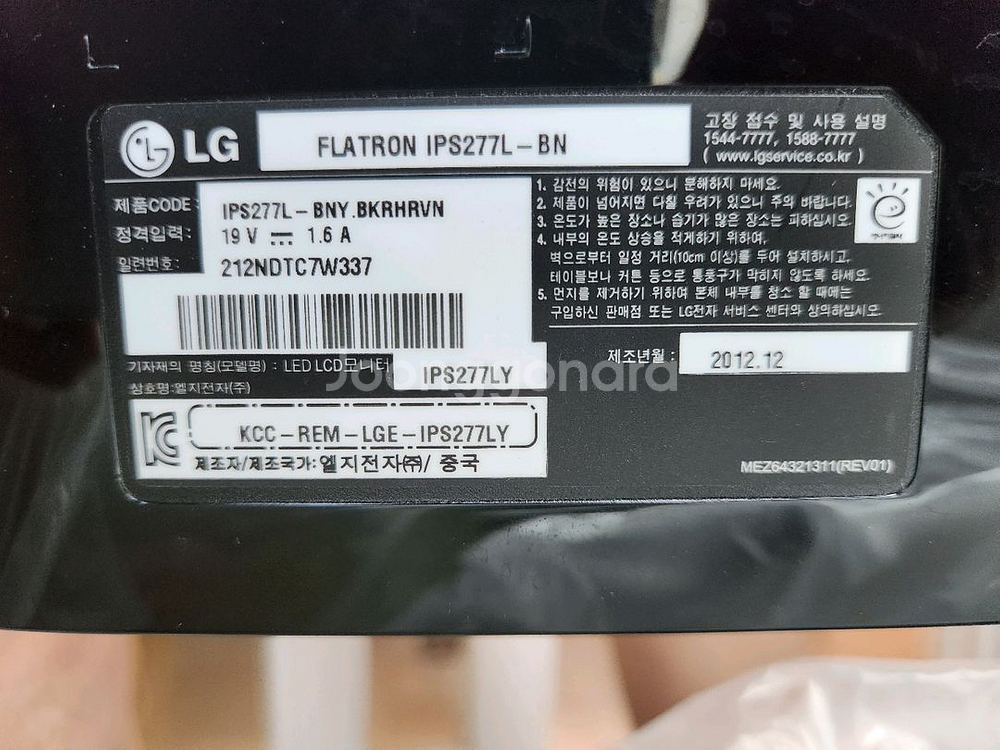 LG
FLATRON IPS277L-BN
고장 접수 및 사용 설명
1544-7777, 1588-7777
( www.lgservice.co.kr )
제품CODE: IPS277L-BNY.BKRHRVN
정격입력: 19 V ⎓ 1.6 A
일련번호: 212NDTC7W337
1. 감전의 위험이 있으니 분해하지 마세요.
2. 제품이 넘어지면 다칠 우려가 있으니 주의 바랍니다.
3. 온도가 높은 장소나 습기가 많은 장소는 피하십시오.
4. 내부의 온도 상승을 적게하기 위하여,
벽으로부터 일정 거리(10cm 이상)를 두어 설치하시고,
테이블보나 커튼 등으로 통풍구가 막히지 않도록 하세요.
5. 먼지를 제거하기 위하여 본체 내부를 청소 할 때에는
구입하신 판매점 또는 LG전자 서비스 센터와 상의하십시오.
에너지절약
기자재의 명칭(모델명) : LED LCD모니터 IPS277LY
상호명:엘지전자(주)
제조년월 : 2012.12
Joonggonara
KCC-REM-LGE-IPS277LY
제조자/제조국가:엘지전자㈜/ 중국
MEZ64321311(REV01)